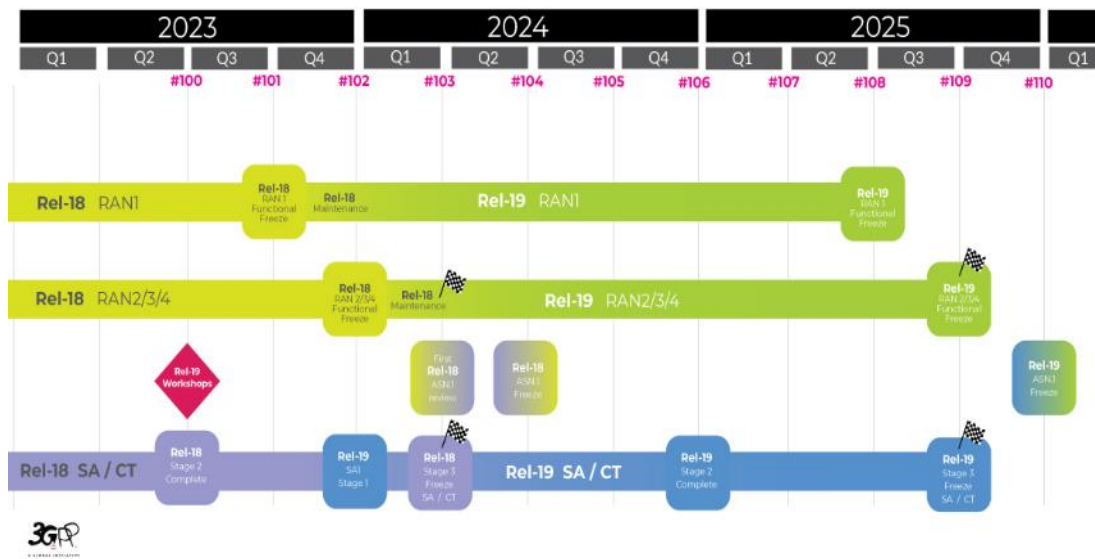 2023 2024 2025
Q1 Q2 Q3 Q4 Q1 Q2 Q3 Q4 Q1 Q2 Q3 Q4 Q1
#100 #101 #102 #103 #104 #105 #106 #107 #108 #109 #110
Rel-18 RAN1
Rel-18
RAN 1
Functional
Freeze
Rel-18
Maintenance
Rel-19 RAN1
Rel-19
RAN 1
Functional
Freeze
Rel-18 RAN2/3/4
Rel-18
RAN 2/3/4
Functional
Freeze
Rel-18
Maintenance
Rel-19 RAN2/3/4
Rel-19
RAN 2/3/4
Functional
Freeze
Rel-19
Workshops
First
Rel-18
ASN.1
review
Rel-18
ASN.1
Freeze
Rel-19
ASN.1
Freeze
Rel-18 SA / CT
Rel-18
Stage 2
Complete
Rel-19
SA1
Stage 1
Rel-18
Stage 3
Freeze
SA / CT
Rel-19 SA / CT
Rel-19
Stage 2
Complete
Rel-19
Stage 3
Freeze
SA / CT
3GPP
A GLOBAL INITIATIVE